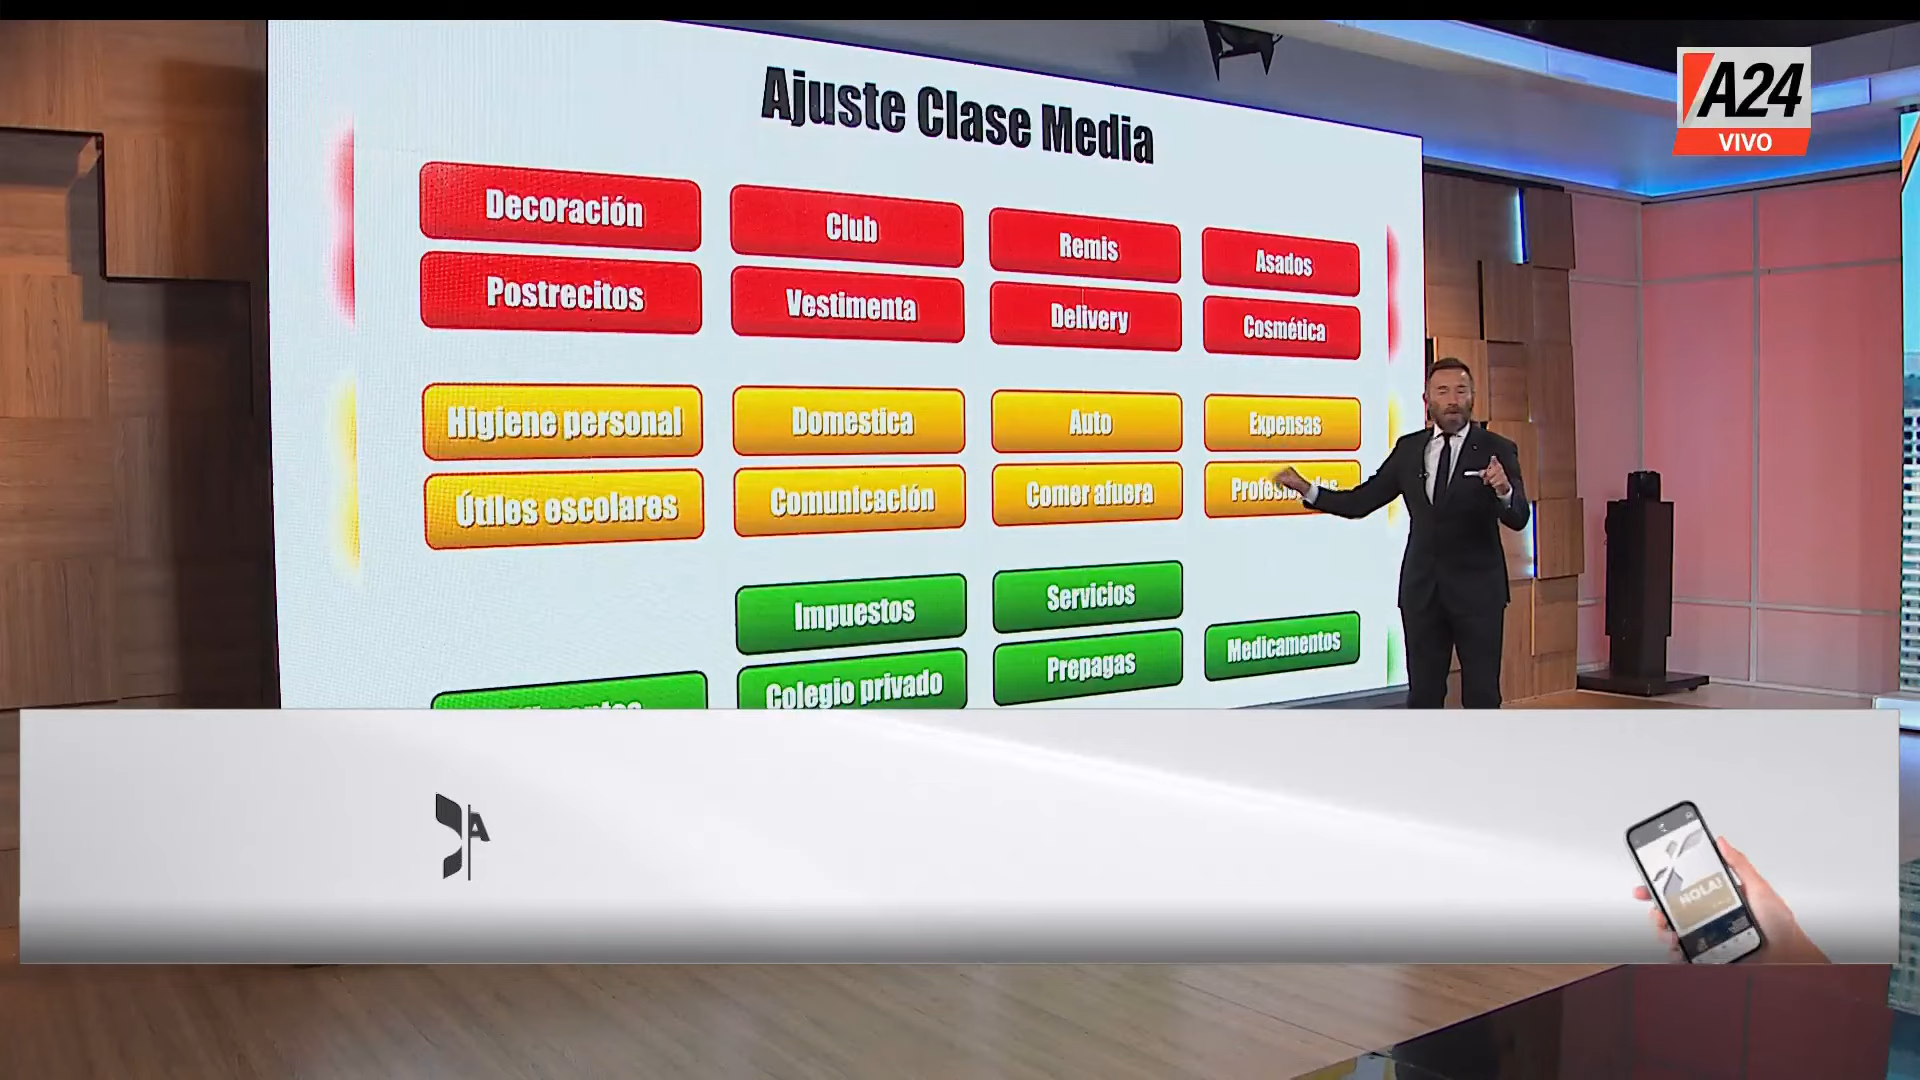 Ajuste Clase Media
Decoración
Club
Remis
Asados
Postrecitos
Vestimenta
Delivery
Cosmética
Higiene personal
Domestica
Auto
Expensas
Útiles escolares
Comunicación
Comer afuera
Impuestos
Servicios
Medicamentos
Colegio privado
Prepagas
A24
VIVO
A
HOLA!